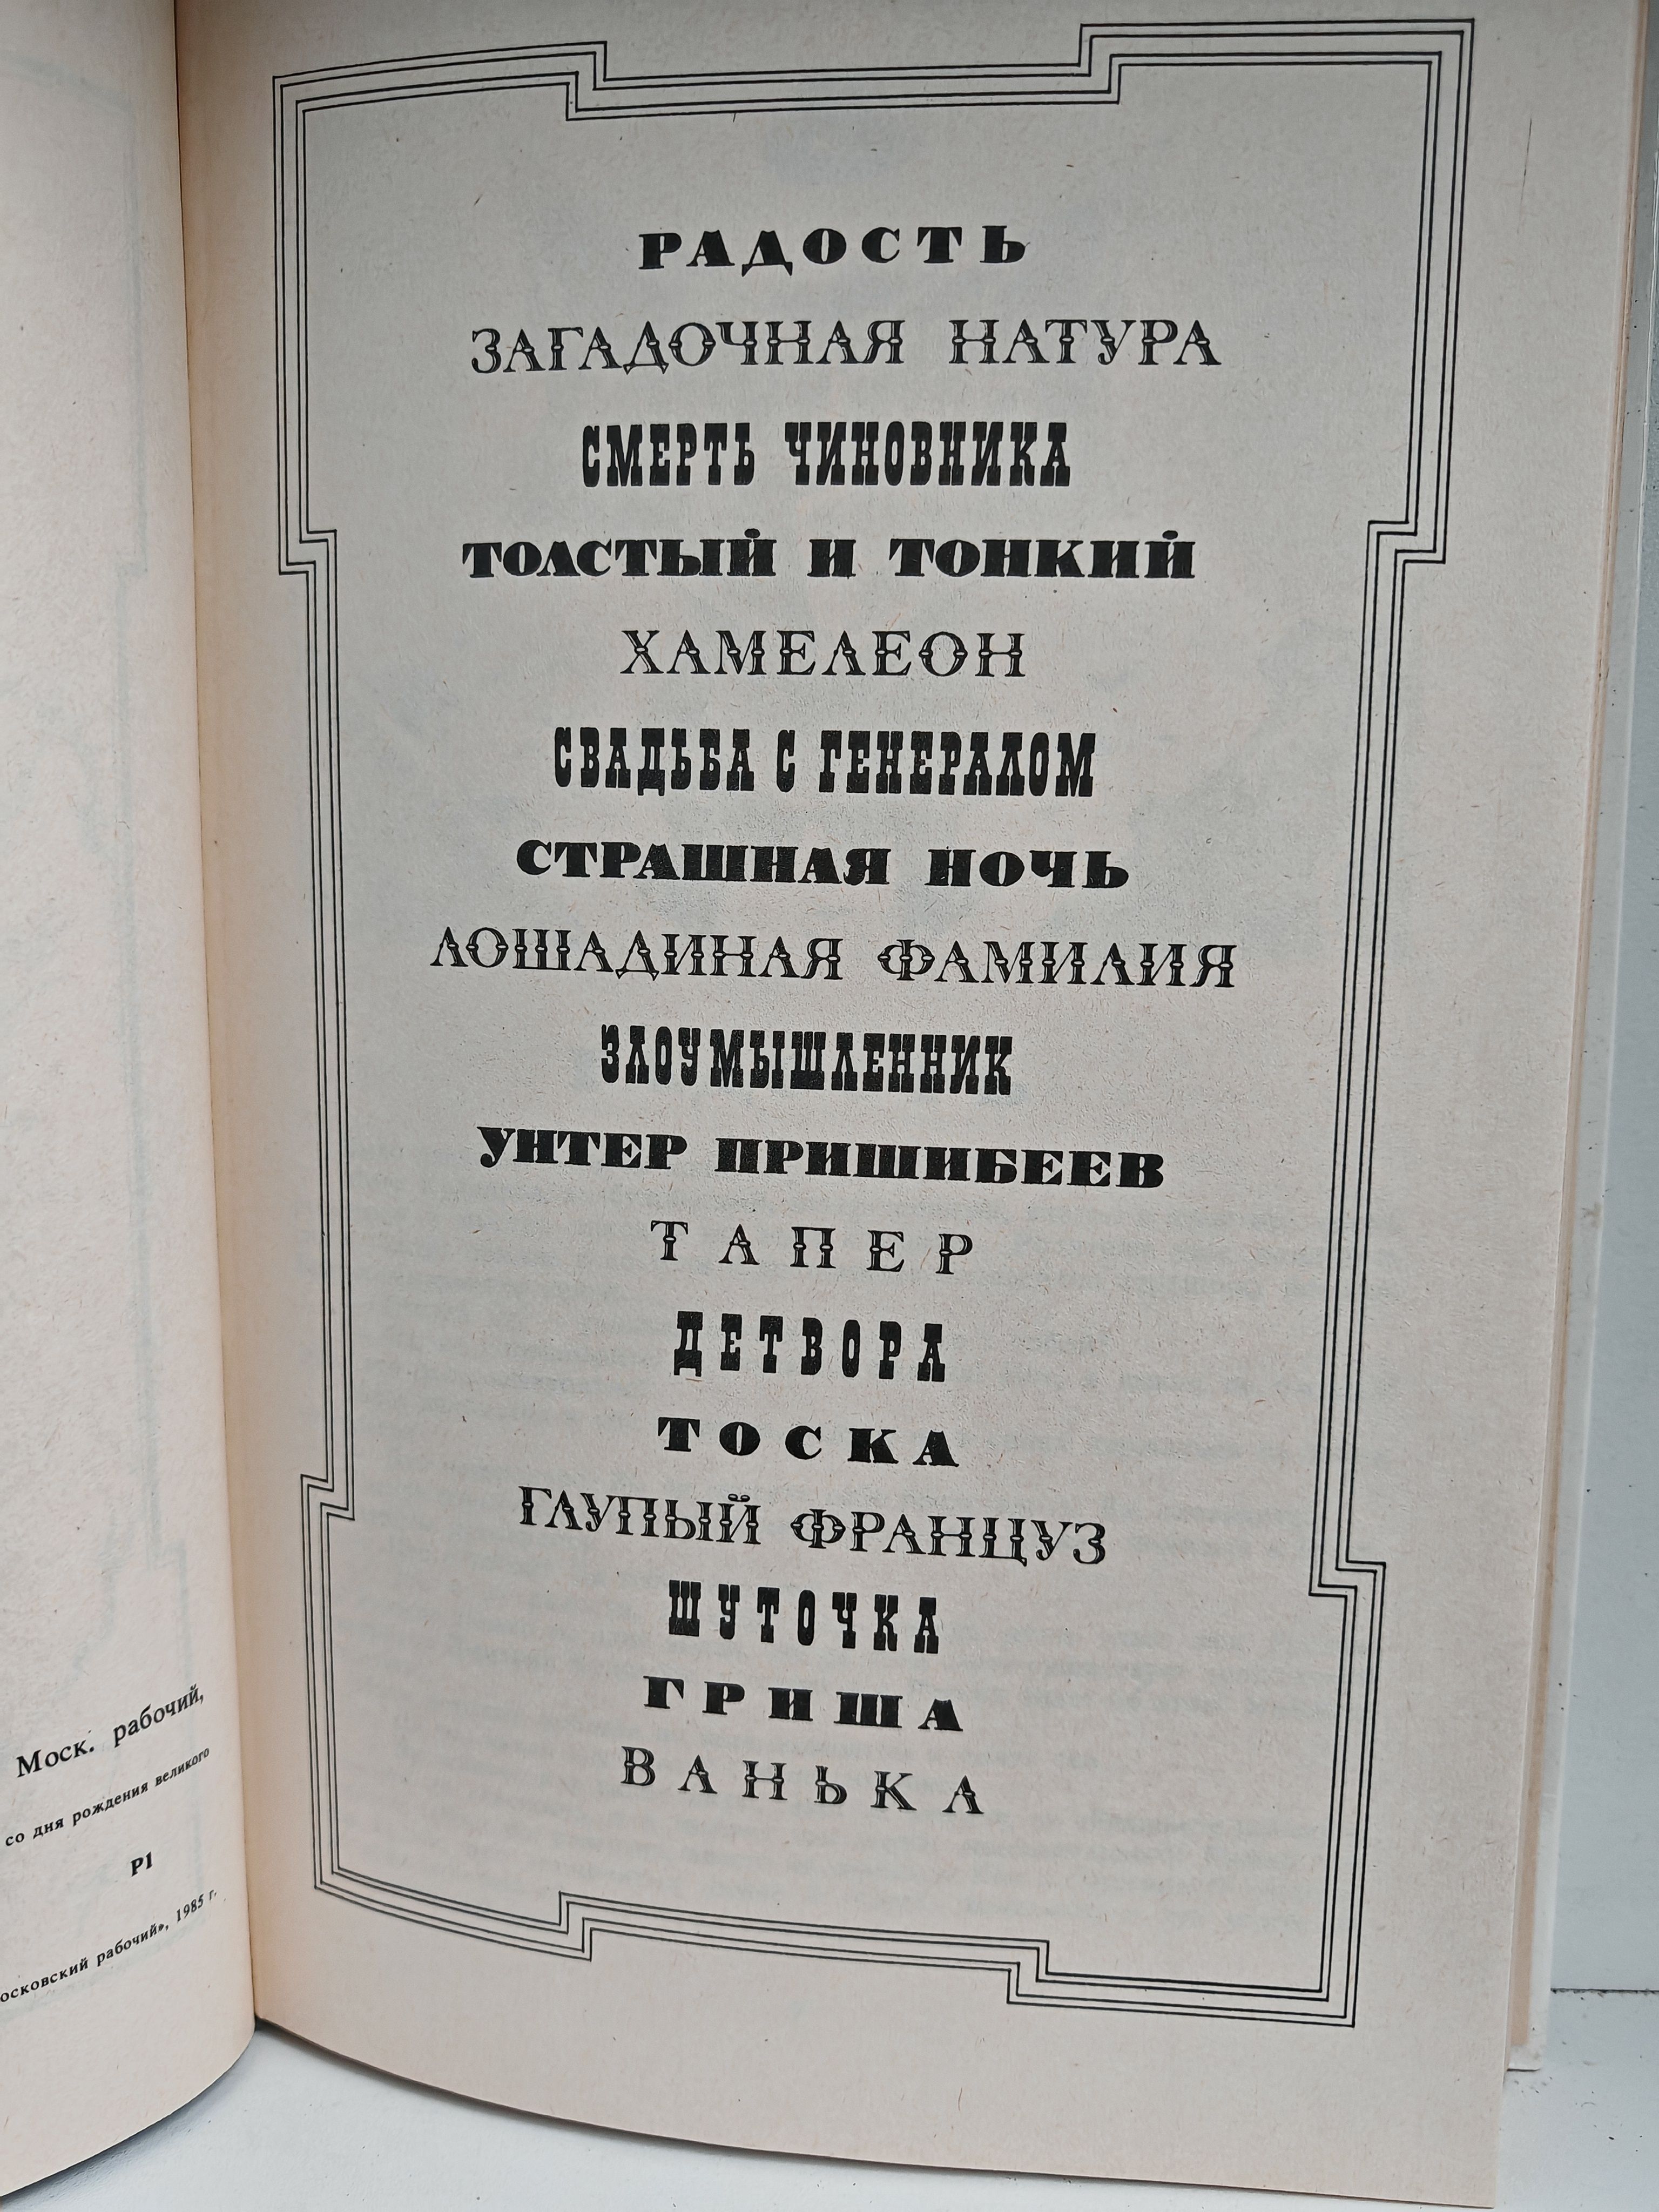 Моск. рабочий,
со дня рождения великого
Р1
осковский рабочий», 1985 г.
РАДОСТЬ
ЗАГАДОЧНАЯ НАТУРА
СМЕРТЬ ЧИНОВНИКА
ТОЛСТЫЙ И ТОНКИЙ
ХАМЕЛЕОН
СВАДЬБА С ГЕНЕРАЛОМ
СТРАШНАЯ НОЧЬ
ЛОШАДИНАЯ ФАМИЛИЯ
ЗЛОУМЫШЛЕННИК
УНТЕР ПРИШИБЕЕВ
ТАПЕР
ДЕТВОРА
ТОСКА
ГЛУПЫЙ ФРАНЦУЗ
ШУТОЧКА
ГРИША
ВАНЬКА